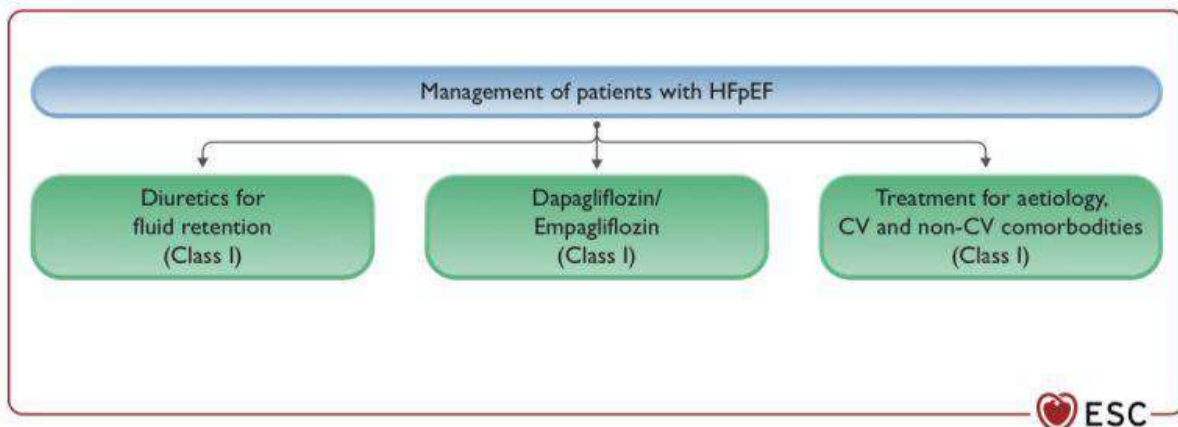 Management of patients with HFpEF
Diuretics for
fluid retention
(Class I)
Dapagliflozin/
Empagliflozin
(Class I)
Treatment for aetiology,
CV and non-CV comorbodities
(Class I)
ESC